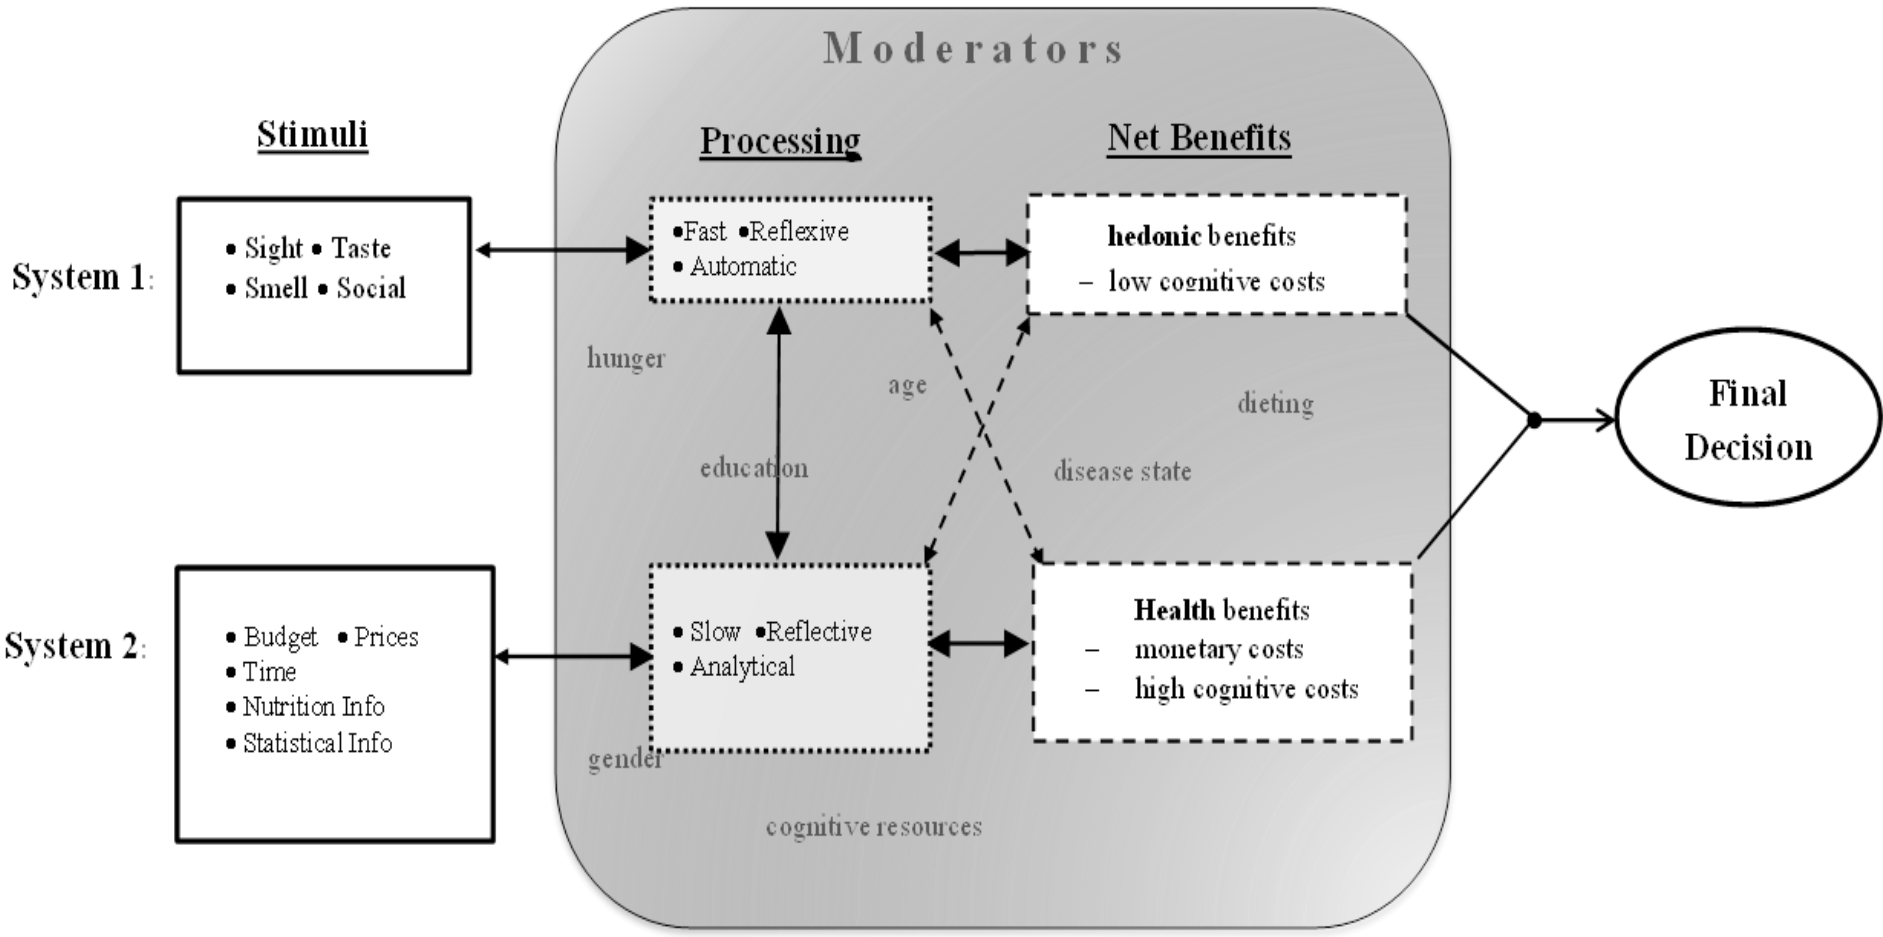 Moderators
Stimuli
Processing
Net Benefits
System 1:
• Sight • Taste
• Smell • Social
•Fast •Reflexive
• Automatic
hedonic benefits
– low cognitive costs
hunger
age
dieting
education
disease state
Final
Decision
System 2:
• Budget • Prices
• Time
• Nutrition Info
• Statistical Info
• Slow •Reflective
• Analytical
Health benefits
– monetary costs
– high cognitive costs
gender
cognitive resources